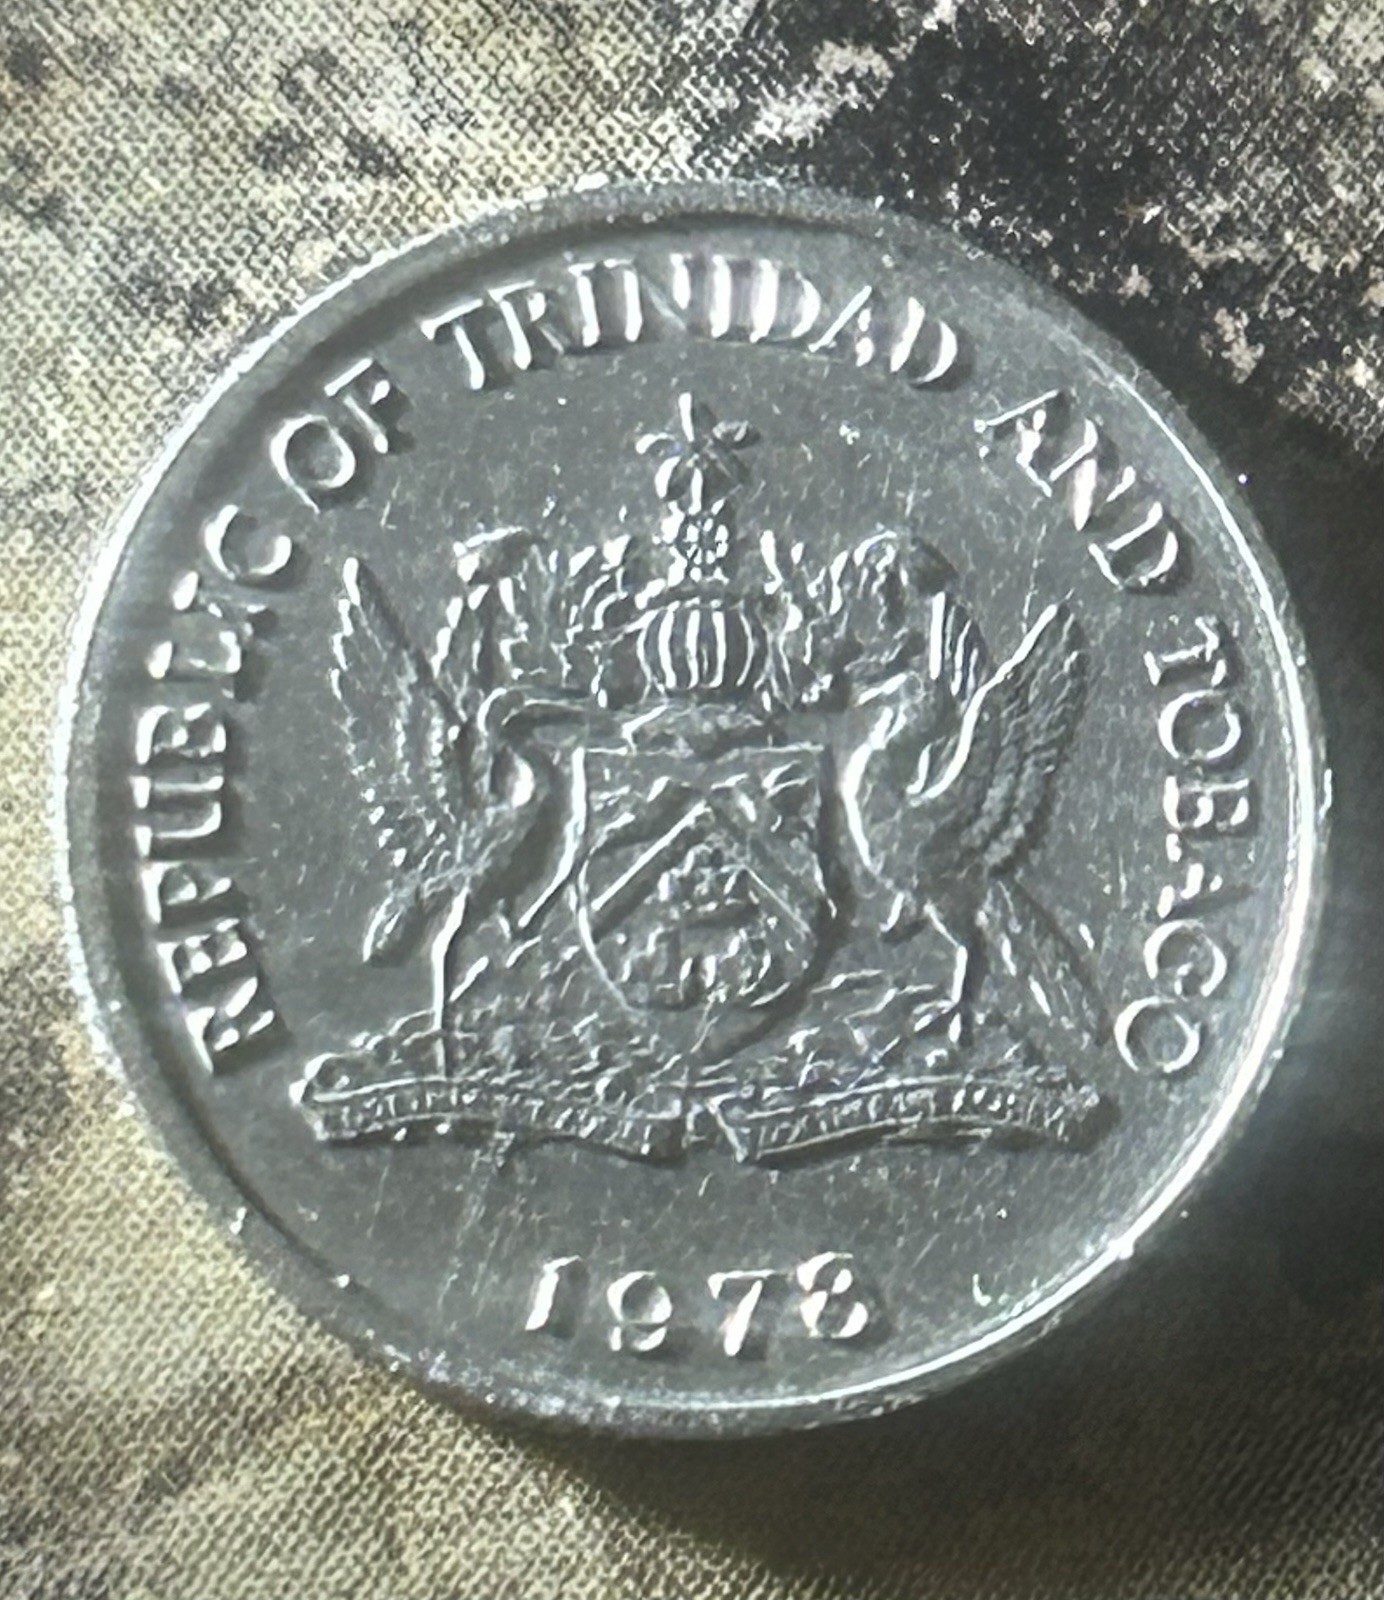 REPUBLIC OF TRINIDAD AND TOBAGO
1978